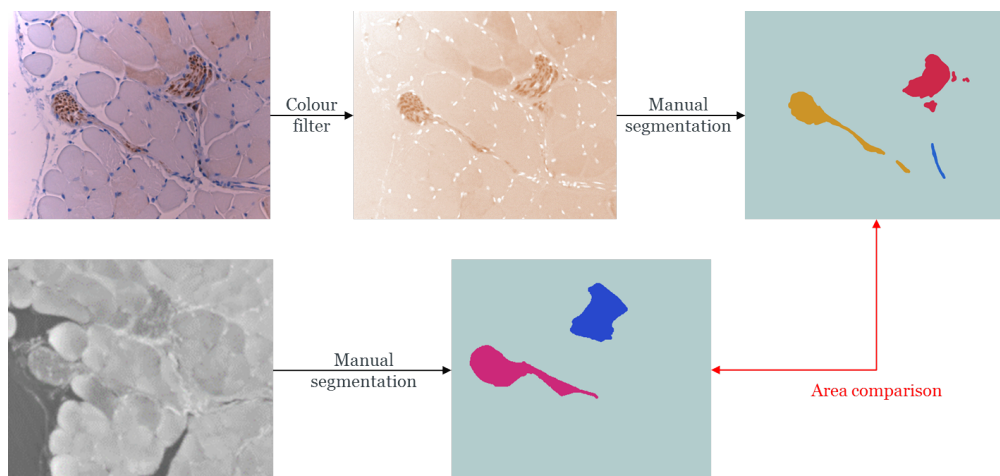 Colour
filter
Manual
segmentation
Manual
segmentation
Area comparison